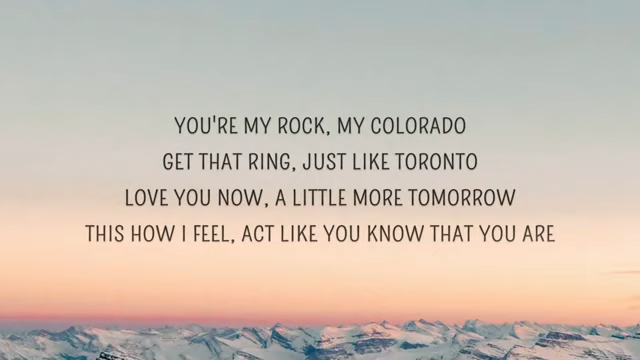 YOU'RE MY ROCK, MY COLORADO
GET THAT RING, JUST LIKE TORONTO
LOVE YOU NOW, A LITTLE MORE TOMORROW
THIS HOW I FEEL, ACT LIKE YOU KNOW THAT YOU ARE